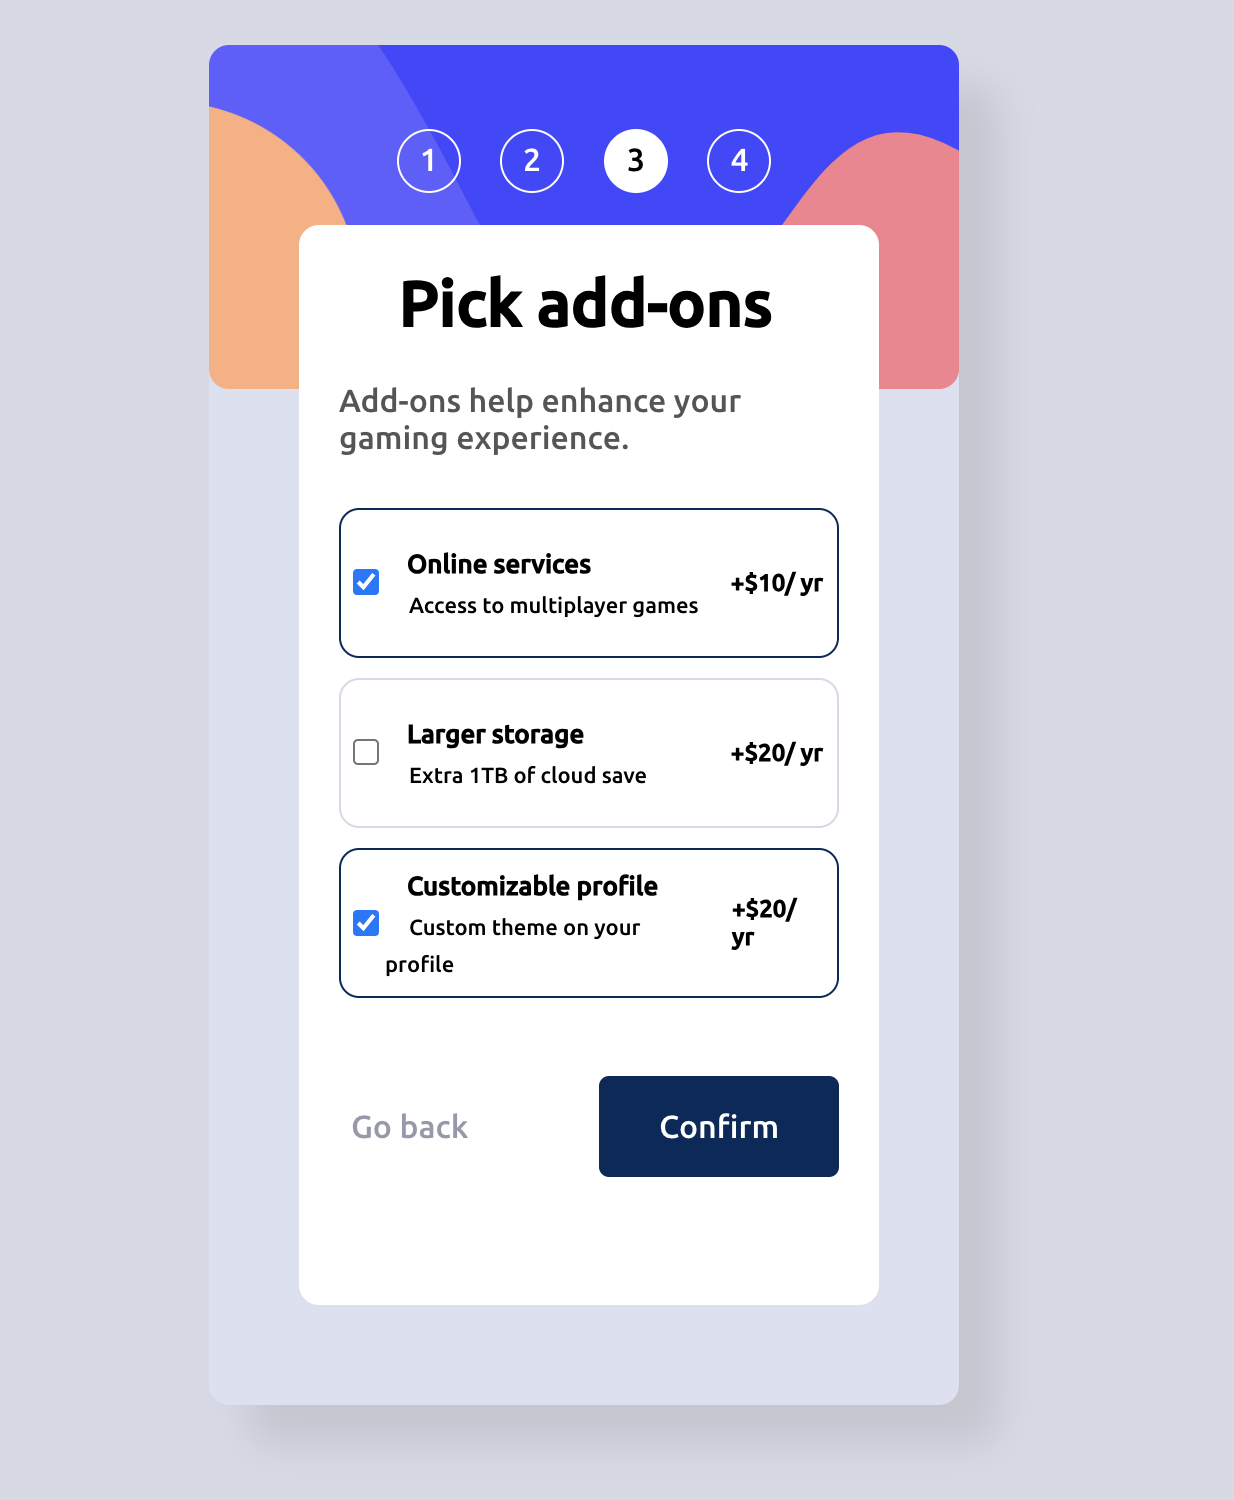 1 2 3 4
Pick add-ons
Add-ons help enhance your
gaming experience.
Online services
Access to multiplayer games
+$10/ yr
Larger storage
Extra 1TB of cloud save
+$20/ yr
Customizable profile
Custom theme on your
profile
+$20/
yr
Go back
Confirm